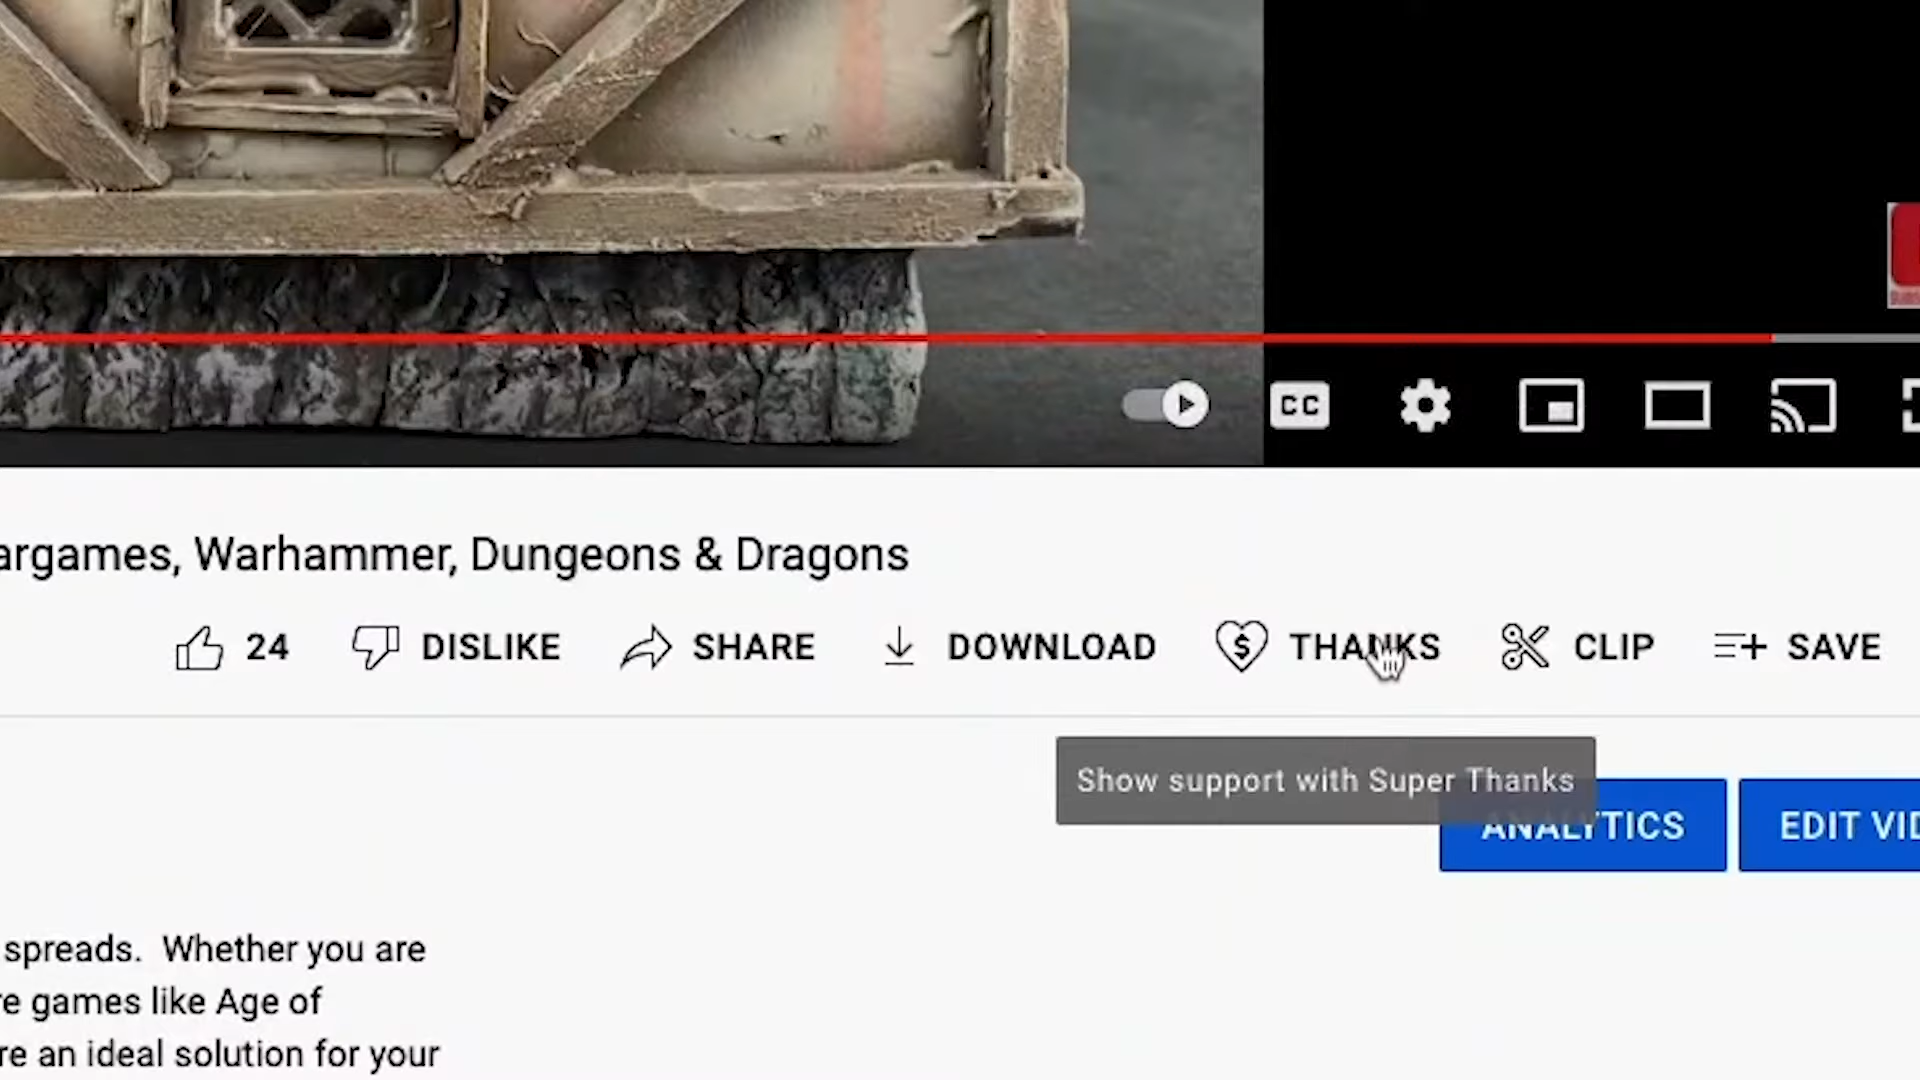 CC
argames, Warhammer, Dungeons & Dragons
24 DISLIKE SHARE DOWNLOAD THANKS CLIP SAVE
Show support with Super Thanks
ANALYTICS EDIT VID
spreads. Whether you are
re games like Age of
re an ideal solution for your